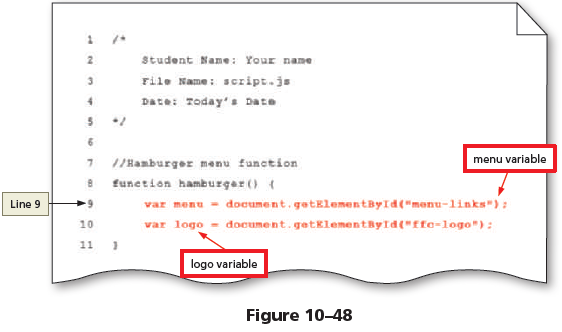 1 /*
2 Student Name: Your name
3 File Name: script.js
4 Date: Today's Date
5 */
6
7 //Hamburger menu function
menu variable
8 function hamburger() {
Line 9
9 var menu = document.getElementById("menu-links");
10 var logo = document.getElementById("ffc-logo");
11 }
logo variable
Figure 10–48